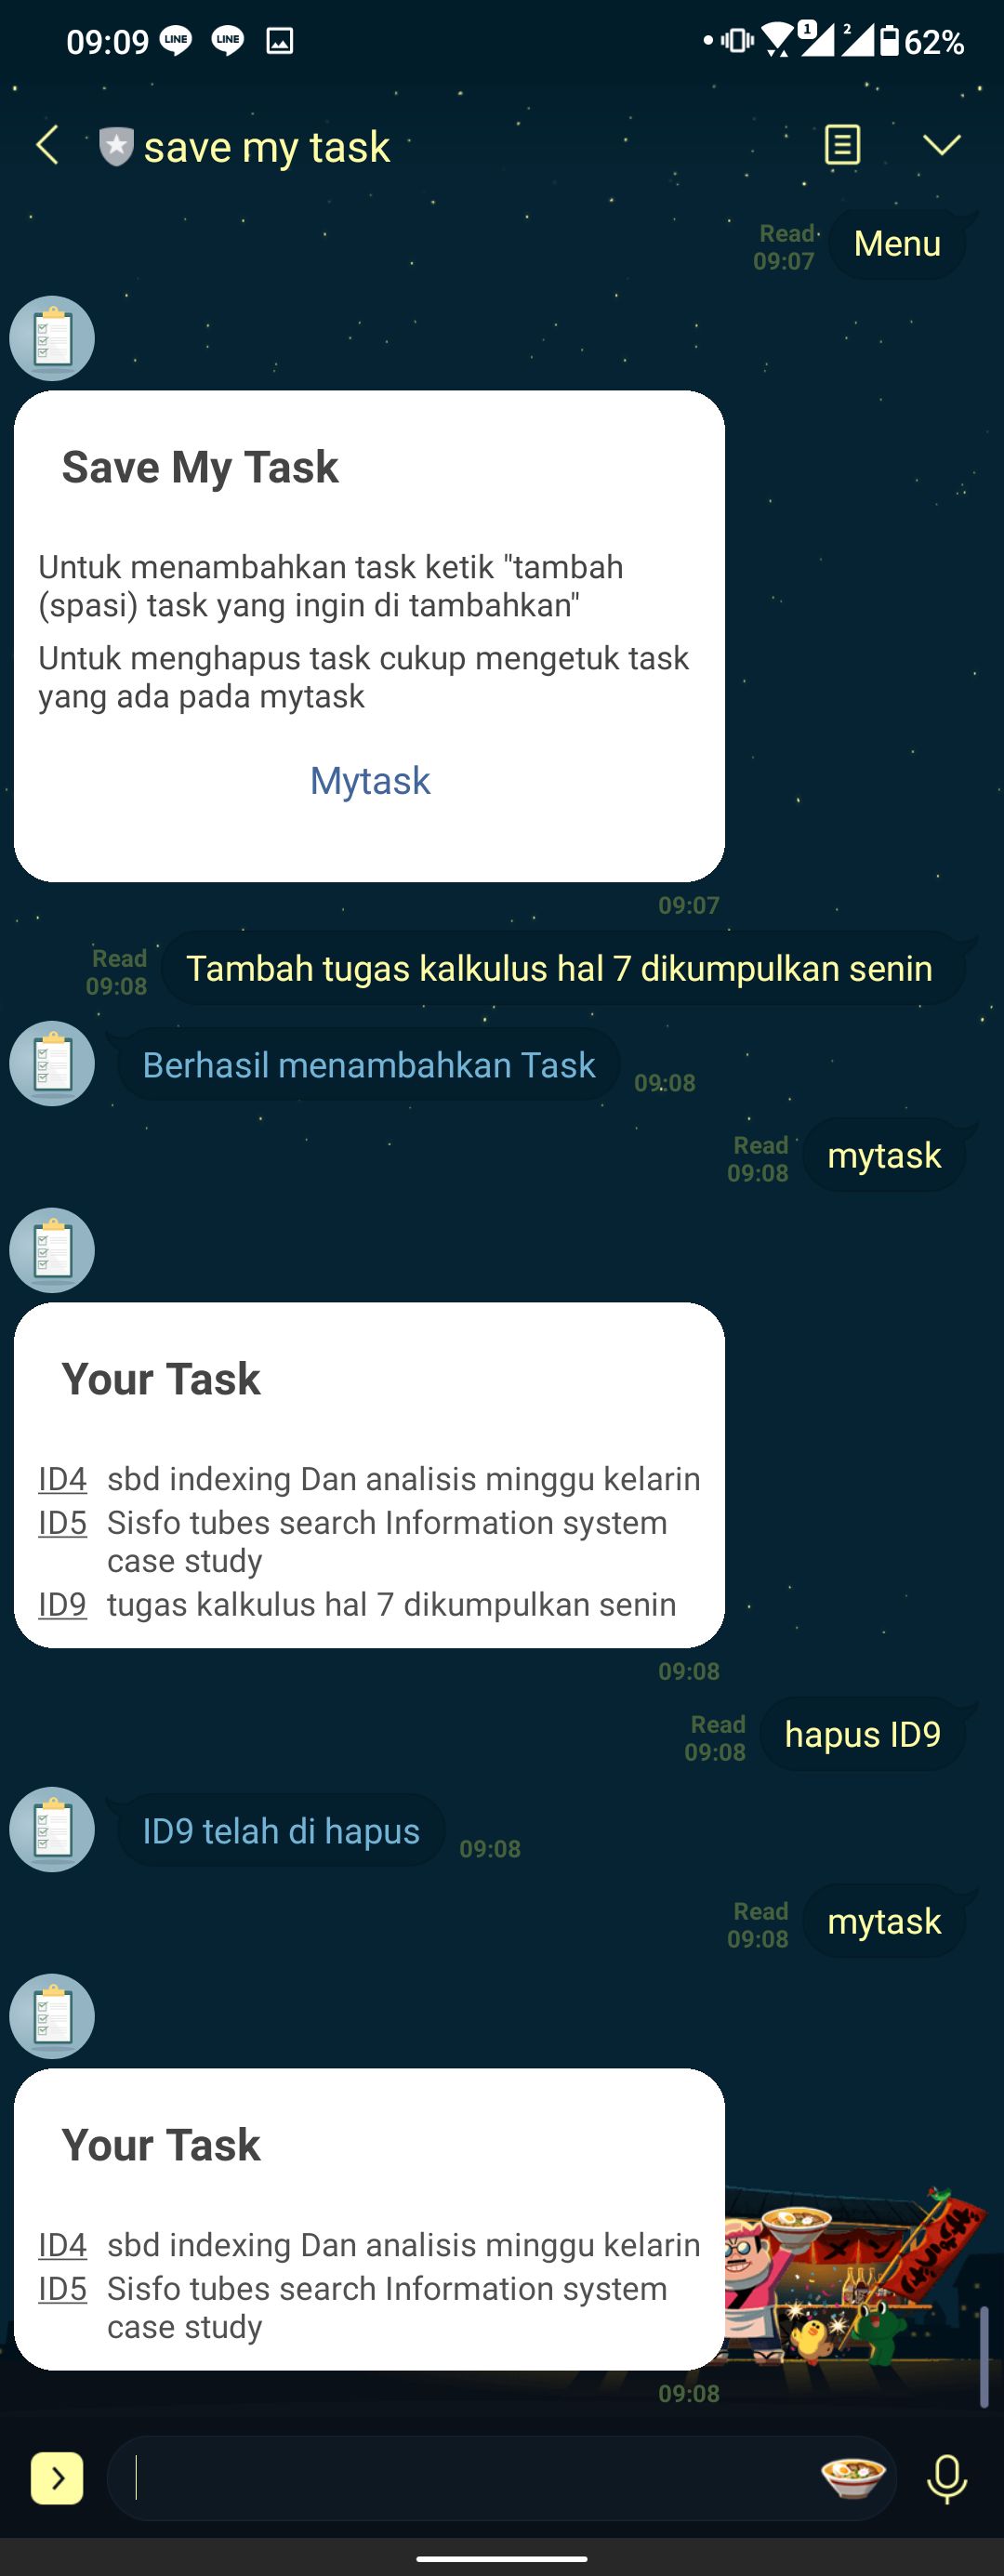 09:09 LINE LINE 1 2 62%
save my task
Read
09:07
Menu
Save My Task
Untuk menambahkan task ketik "tambah
(spasi) task yang ingin di tambahkan"
Untuk menghapus task cukup mengetuk task
yang ada pada mytask
Mytask
09:07
Read
09:08
Tambah tugas kalkulus hal 7 dikumpulkan senin
Berhasil menambahkan Task
09:08
Read
09:08
mytask
Your Task
ID4 sbd indexing Dan analisis minggu kelarin
ID5 Sisfo tubes search Information system
case study
ID9 tugas kalkulus hal 7 dikumpulkan senin
09:08
Read
09:08
hapus ID9
ID9 telah di hapus
09:08
Read
09:08
mytask
Your Task
ID4 sbd indexing Dan analisis minggu kelarin
ID5 Sisfo tubes search Information system
case study
09:08